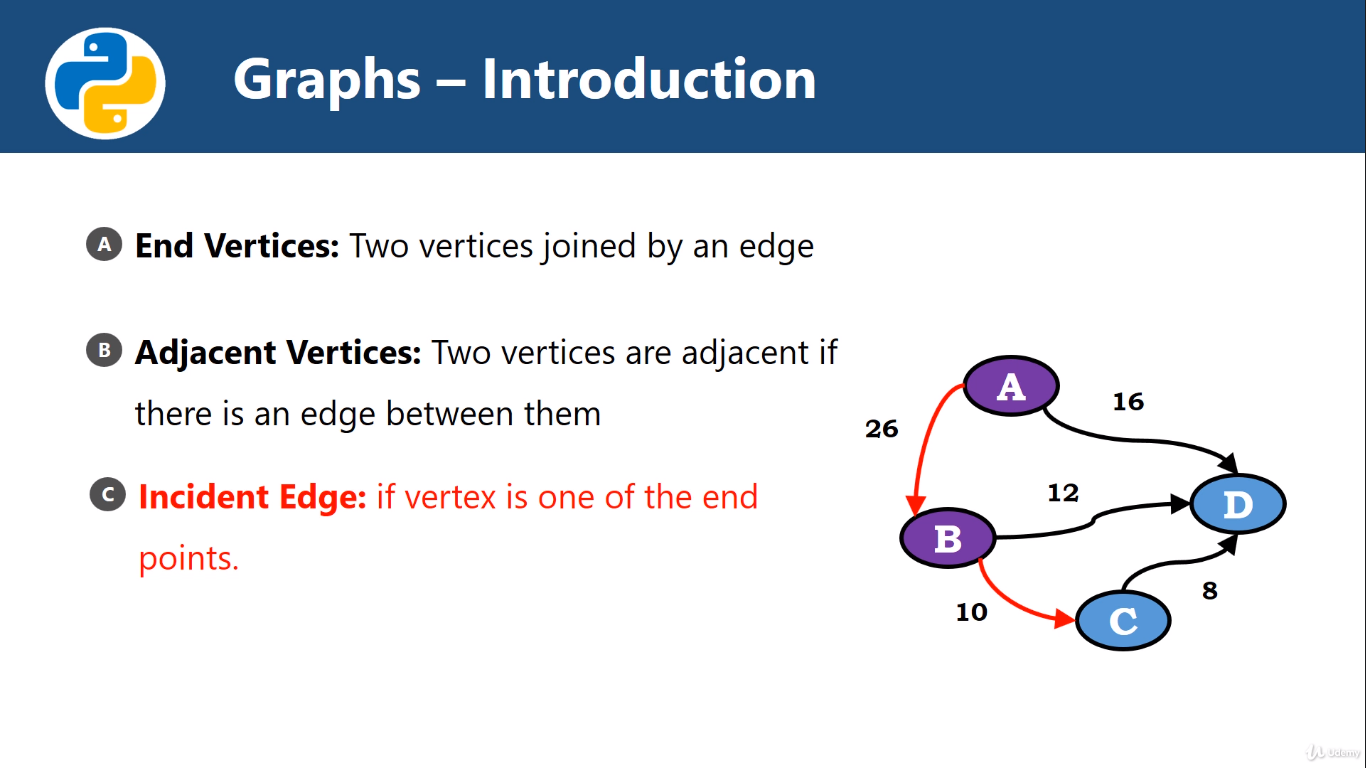 Graphs – Introduction
A End Vertices: Two vertices joined by an edge
B Adjacent Vertices: Two vertices are adjacent if
there is an edge between them
C Incident Edge: if vertex is one of the end
points.
A
16
26
12
D
B
10
8
C
Udemy